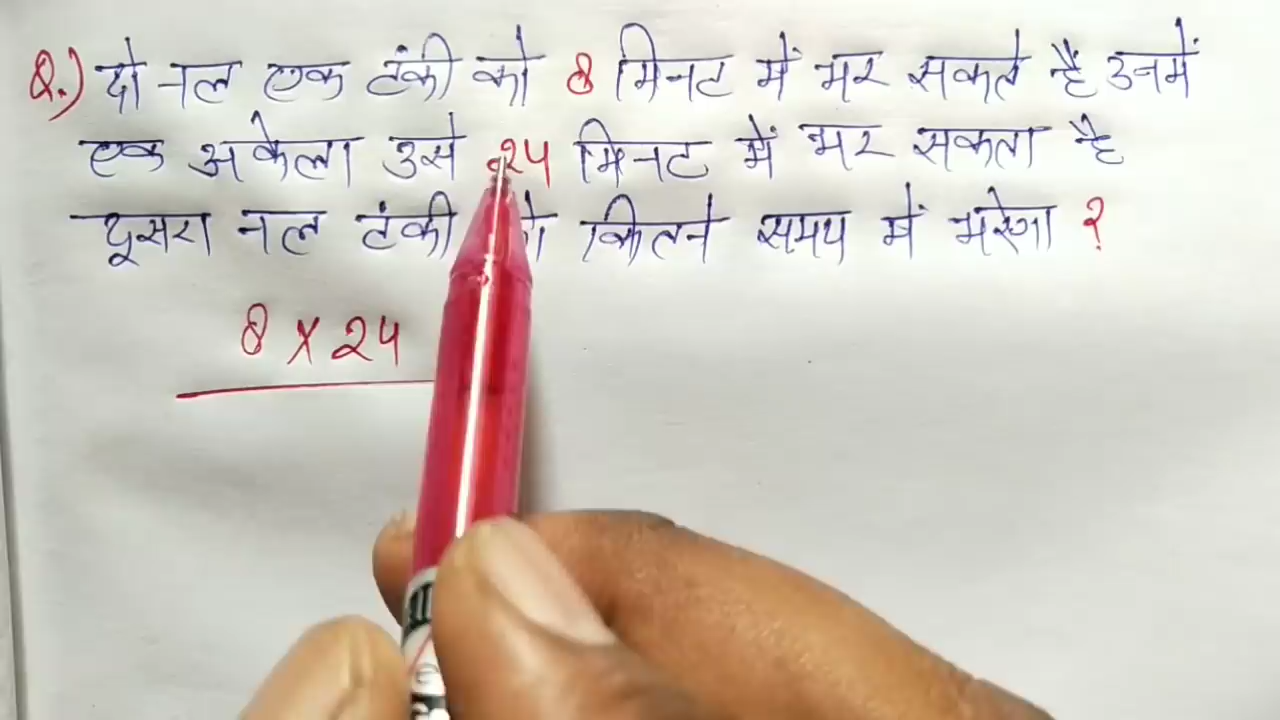 Q.) दो नल एक टंकी को 8 मिनट में भर सकते हैं उनमें
एक अकेला उसे 24 मिनट में भर सकता है
दूसरा नल टंकी को कितने समय में भरेगा ?
8 × 24